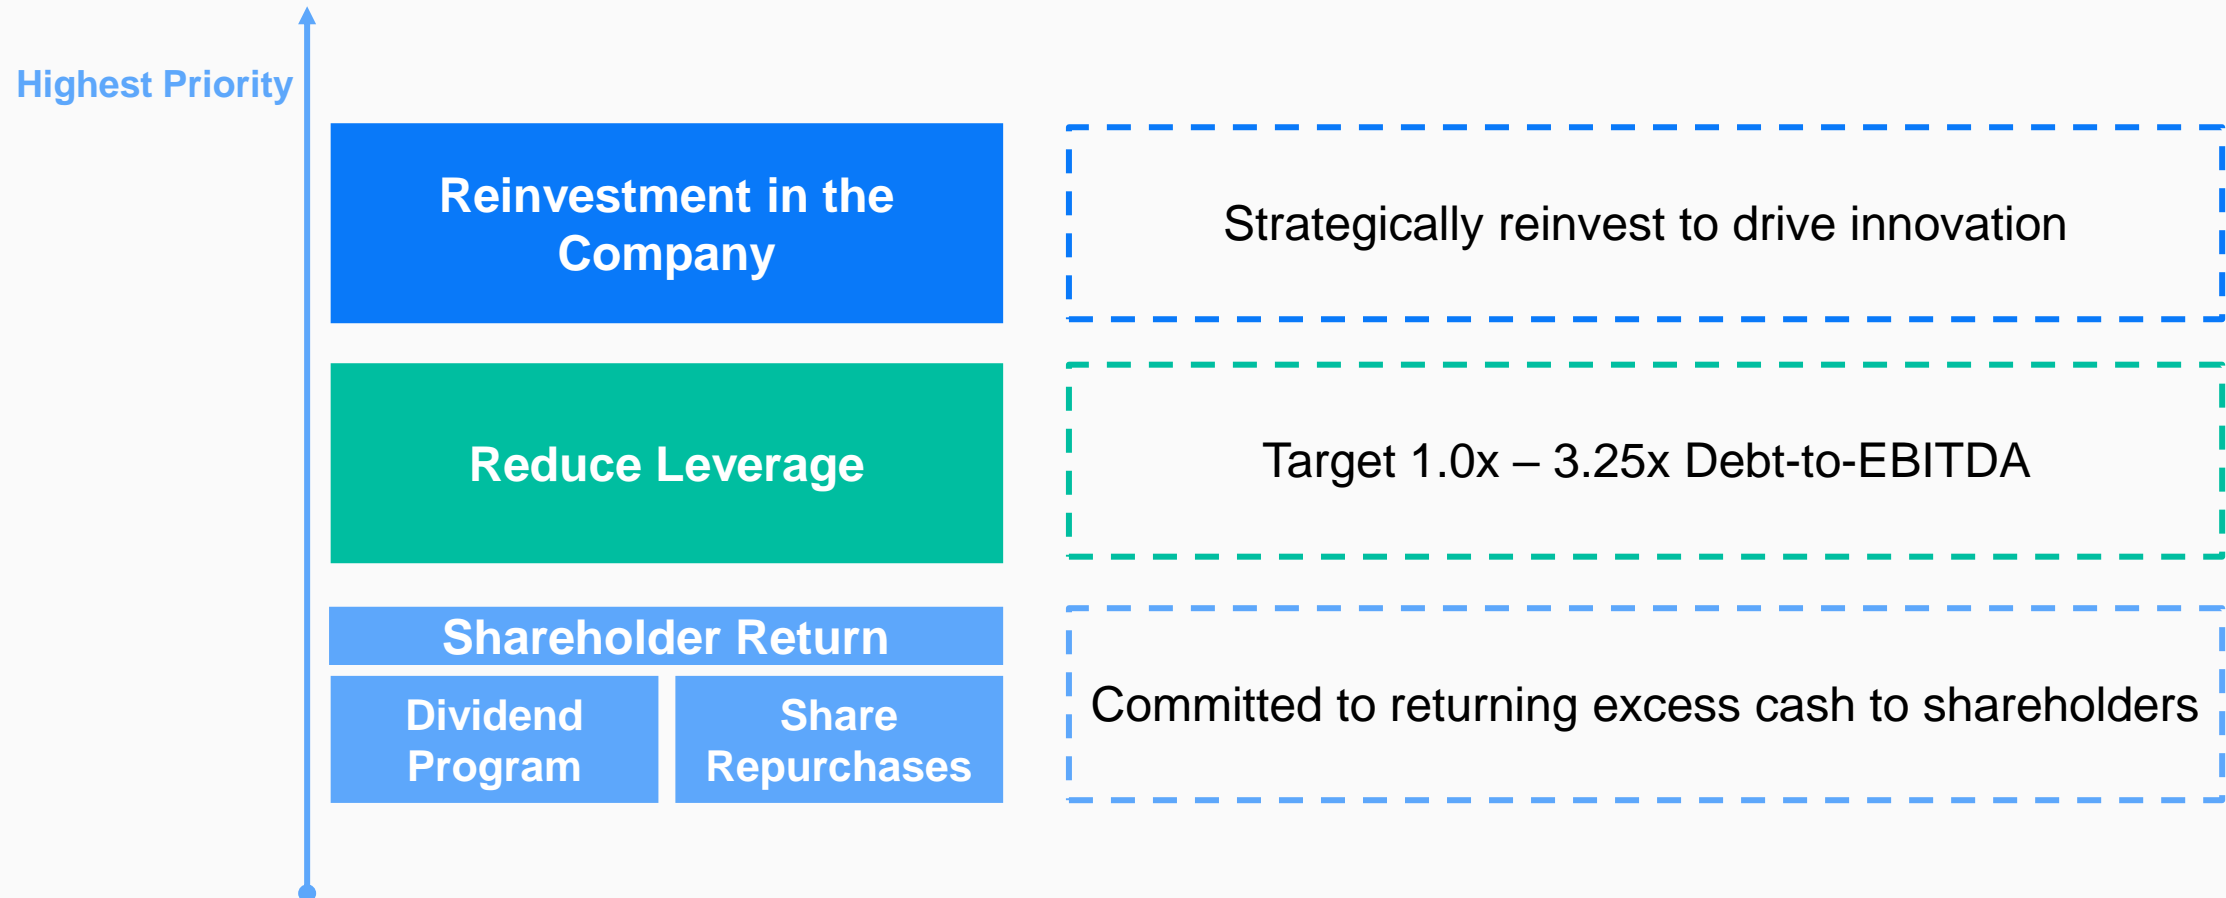 Highest Priority
Reinvestment in the
Company
Strategically reinvest to drive innovation
Reduce Leverage
Target 1.0x – 3.25x Debt-to-EBITDA
Shareholder Return
Dividend
Program
Share
Repurchases
Committed to returning excess cash to shareholders